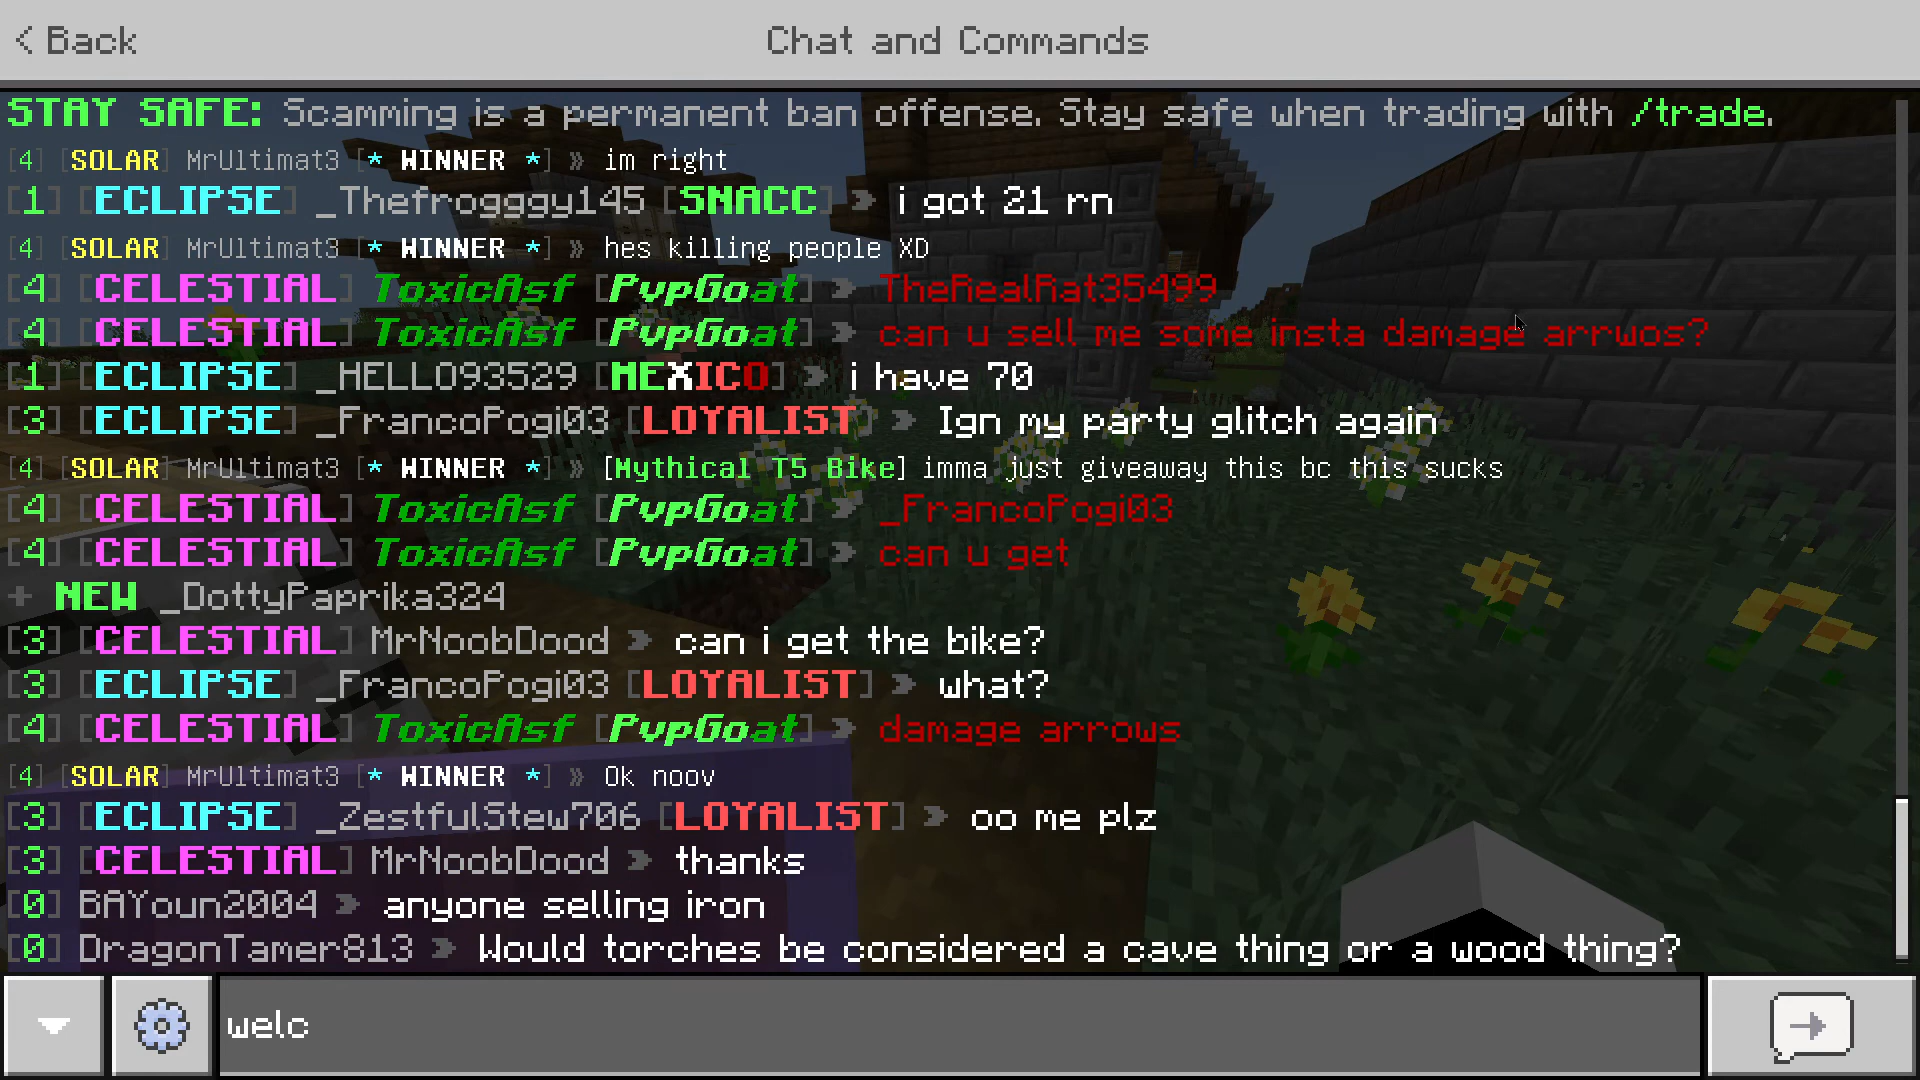 < Back
Chat and Commands
STAY SAFE: Scamming is a permanent ban offense. Stay safe when trading with /trade.
[4] [SOLAR] MrUltimat3 [* WINNER *] » im right
[1] [ECLIPSE] _Thefrogggy145 [SNACC] » i got 21 rn
[4] [SOLAR] MrUltimat3 [* WINNER *] » hes killing people XD
[4] [CELESTIAL] ToxicAsf [PvpGoat] » TheRealRat35499
[4] [CELESTIAL] ToxicAsf [PvpGoat] » can u sell me some insta damage arrwos?
[1] [ECLIPSE] _HELLO93529 [MEXICO] » i have 70
[3] [ECLIPSE] _FrancoPogi03 [LOYALIST] » Ign my party glitch again
[4] [SOLAR] MrUltimat3 [* WINNER *] » [Mythical T5 Bike] imma just giveaway this bc this sucks
[4] [CELESTIAL] ToxicAsf [PvpGoat] » _FrancoPogi03
[4] [CELESTIAL] ToxicAsf [PvpGoat] » can u get
+ NEW _DottyPaprika324
[3] [CELESTIAL] MrNoobDood » can i get the bike?
[3] [ECLIPSE] _FrancoPogi03 [LOYALIST] » what?
[4] [CELESTIAL] ToxicAsf [PvpGoat] » damage arrows
[4] [SOLAR] MrUltimat3 [* WINNER *] » Ok noov
[3] [ECLIPSE] _ZestfulStew706 [LOYALIST] » oo me plz
[3] [CELESTIAL] MrNoobDood » thanks
[0] BAYoun2004 » anyone selling iron
[0] DragonTamer813 » Would torches be considered a cave thing or a wood thing?
welc